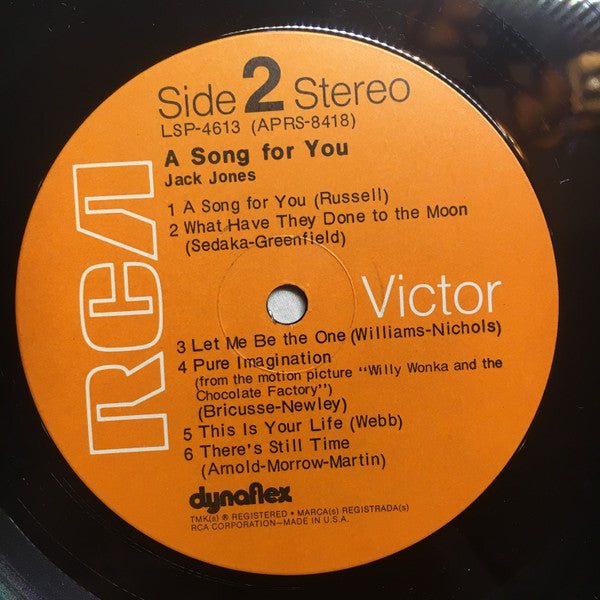 Side 2 Stereo
LSP-4613 (APRS-8418)
A Song for You
Jack Jones
1 A Song for You (Russell)
2 What Have They Done to the Moon
(Sedaka-Greenfield)
RCA
Victor
3 Let Me Be the One (Williams-Nichols)
4 Pure Imagination
(from the motion picture "Willy Wonka and the
Chocolate Factory")
(Bricusse-Newley)
5 This Is Your Life (Webb)
6 There's Still Time
(Arnold-Morrow-Martin)
dynaflex
TMK(s) ® REGISTERED • MARCA(s) REGISTRADA(s)
RCA CORPORATION—MADE IN U.S.A.